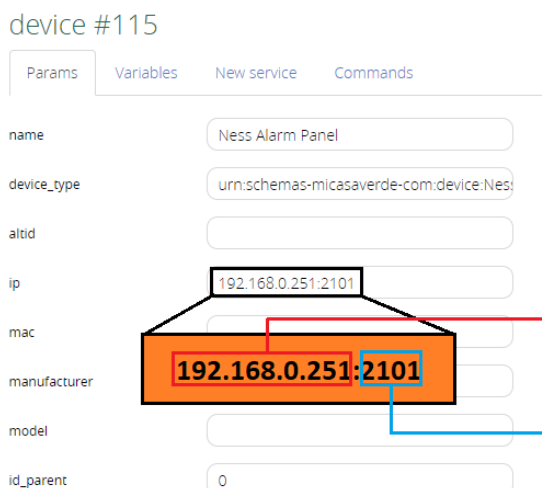 device #115
Params Variables New service Commands
name Ness Alarm Panel
device_type urn:schemas-micasaverde-com:device:Ness
altid
ip 192.168.0.251:2101
mac
192.168.0.251:2101
manufacturer
model
id_parent 0